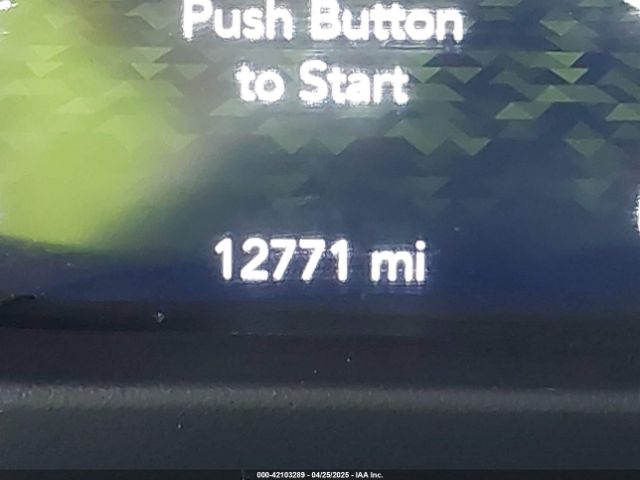 Push Button
to Start
12771 mi
000-42103289 - 04/25/2025 - IAA Inc.